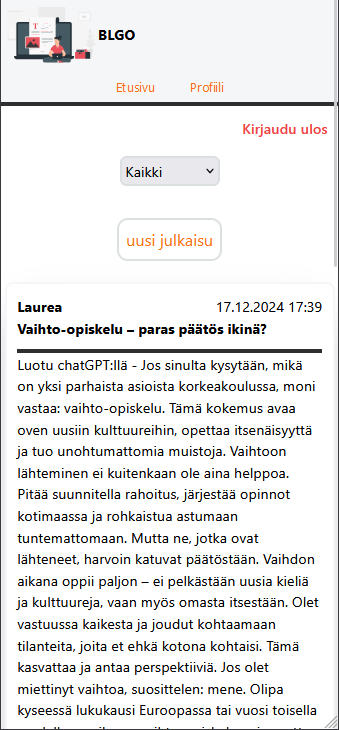 BLGO
Etusivu Profiili
Kirjaudu ulos
Kaikki
uusi julkaisu
Laurea 17.12.2024 17:39
Vaihto-opiskelu – paras päätös ikinä?
Luotu chatGPT:llä - Jos sinulta kysytään, mikä
on yksi parhaista asioista korkeakoulussa, moni
vastaa: vaihto-opiskelu. Tämä kokemus avaa
oven uusiin kulttuureihin, opettaa itsenäisyyttä
ja tuo unohtumattomia muistoja. Vaihtoon
lähteminen ei kuitenkaan ole aina helppoa.
Pitää suunnitella rahoitus, järjestää opinnot
kotimaassa ja rohkaistua astumaan
tuntemattomaan. Mutta ne, jotka ovat
lähteneet, harvoin katuvat päätöstään. Vaihdon
aikana oppii paljon – ei pelkästään uusia kieliä
ja kulttuureja, vaan myös omasta itsestään. Olet
vastuussa kaikesta ja joudut kohtaamaan
tilanteita, joita et ehkä kotona kohtaisi. Tämä
kasvattaa ja antaa perspektiiviä. Jos olet
miettinyt vaihtoa, suosittelen: mene. Olipa
kyseessä lukukausi Euroopassa tai vuosi toisella